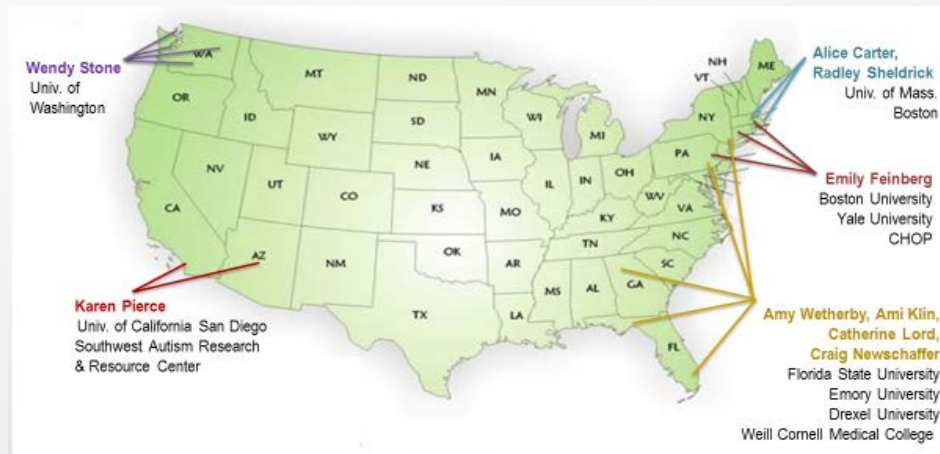 Wendy Stone
Univ. of
Washington
Alice Carter,
Radley Sheldrick
Univ. of Mass.
Boston
Emily Feinberg
Boston University
Yale University
CHOP
Karen Pierce
Univ. of California San Diego
Southwest Autism Research
& Resource Center
Amy Wetherby, Ami Klin,
Catherine Lord,
Craig Newschaffer
Florida State University
Emory University
Drexel University
Weill Cornell Medical College
WA
MT
ND
MN
NH
VT
ME
OR
ID
SD
WI
MI
NY
WY
NE
IA
PA
NV
UT
CO
KS
IL
IN
OH
WV
VA
CA
MO
KY
AZ
NM
OK
AR
TN
NC
SC
TX
LA
MS
AL
GA
FL